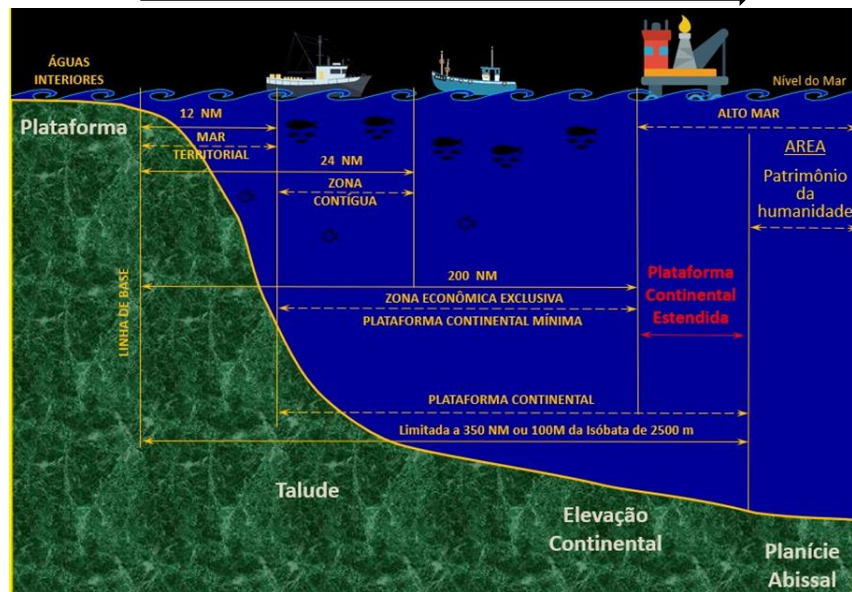 ÁGUAS
INTERIORES
Nível do Mar
Plataforma
12 NM
MAR
TERRITORIAL
24 NM
ZONA
CONTÍGUA
ALTO MAR
AREA
Patrimônio
da
humanidade
LINHA DE BASE
200 NM
ZONA ECONÔMICA EXCLUSIVA
PLATAFORMA CONTINENTAL MÍNIMA
Plataforma
Continental
Estendida
PLATAFORMA CONTINENTAL
Limitada a 350 NM ou 100M da Isóbata de 2500 m
Talude
Elevação
Continental
Planície
Abissal